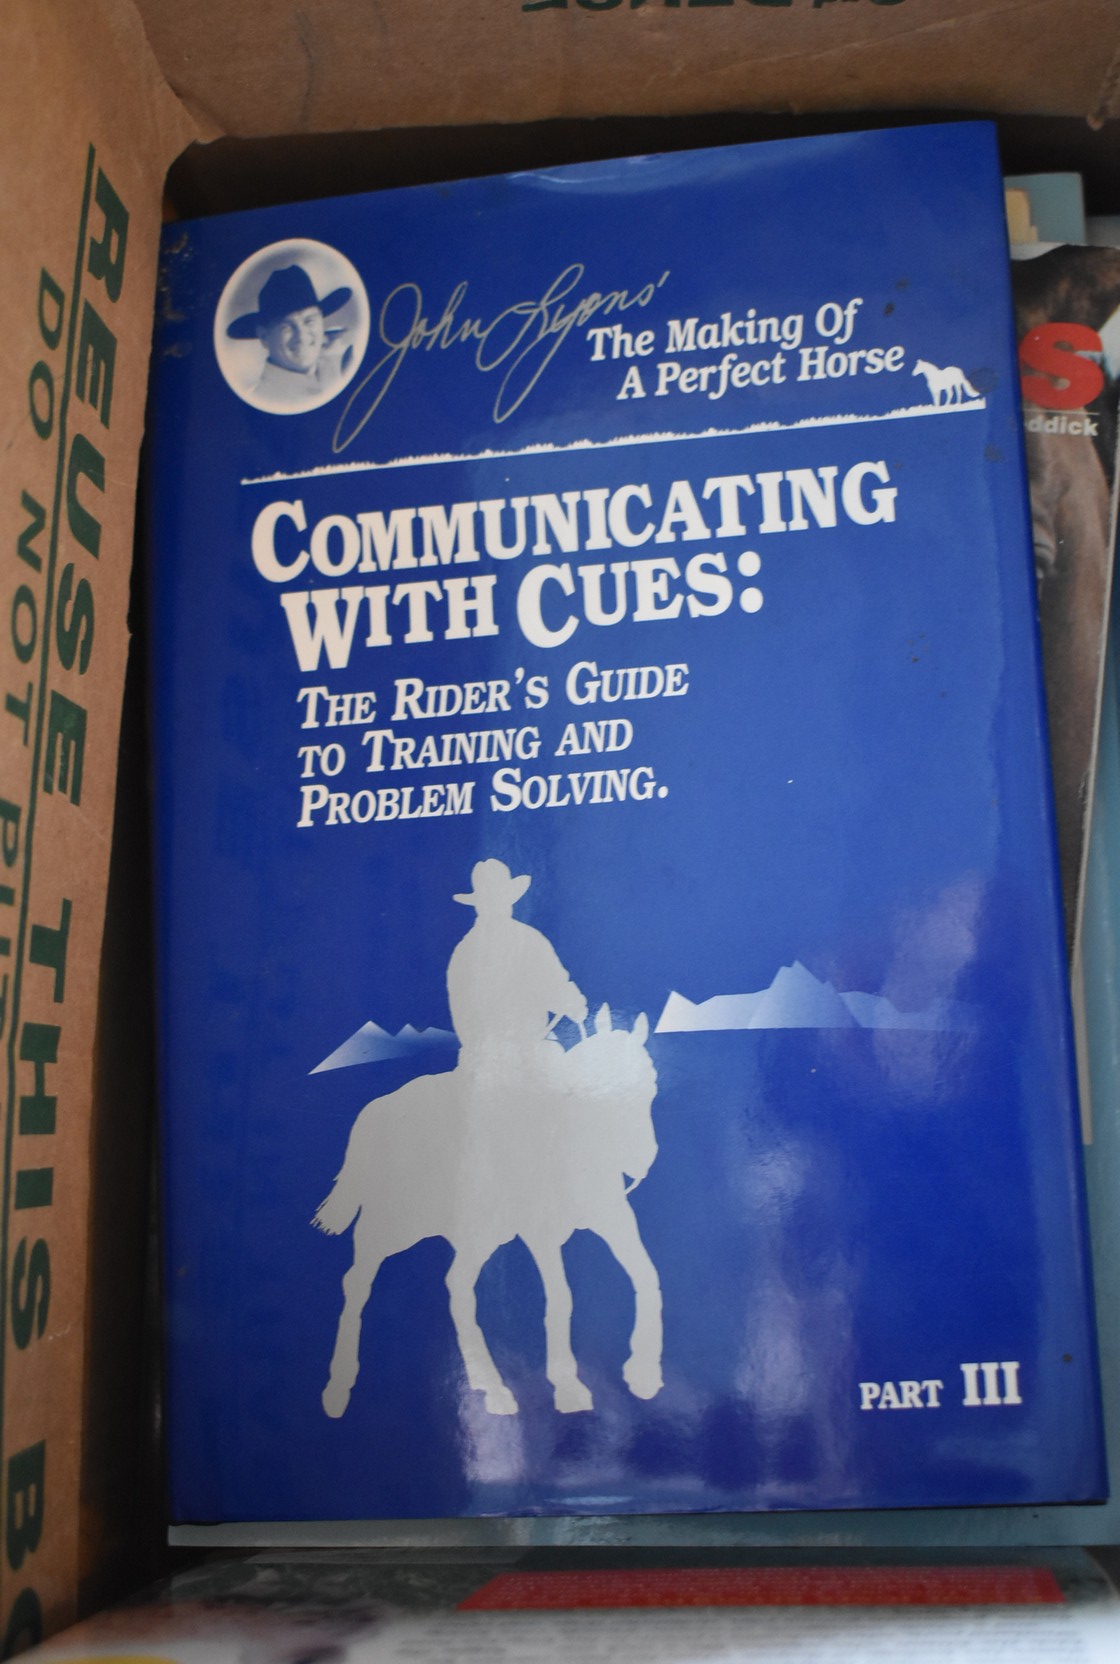 John Lyons'
The Making Of
A Perfect Horse
COMMUNICATING
WITH CUES:
THE RIDER'S GUIDE
TO TRAINING AND
PROBLEM SOLVING.
PART III
REUSE THIS
DO NOT
S
ddick